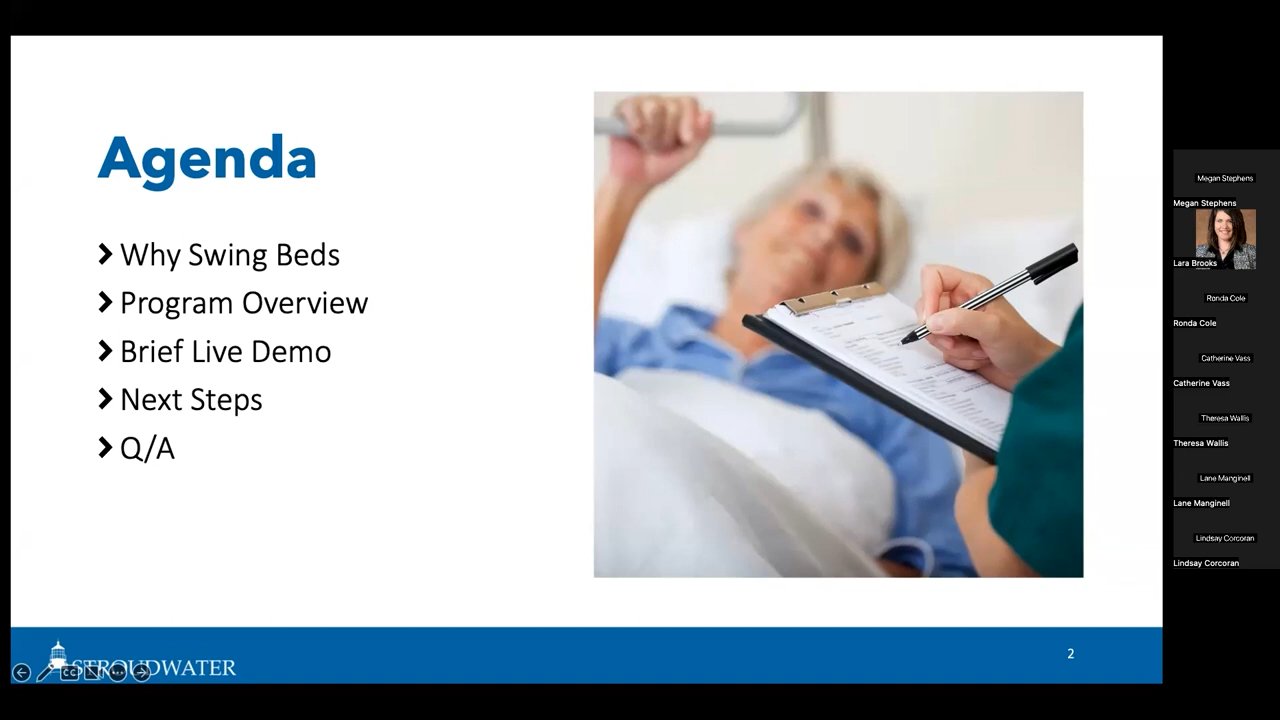 Agenda
Why Swing Beds
Program Overview
Brief Live Demo
Next Steps
Q/A
STROUDWATER
CC
2
Megan Stephens
Megan Stephens
Lara Brooks
Ronda Cole
Ronda Cole
Catherine Vass
Catherine Vass
Theresa Wallis
Theresa Wallis
Lane Manginell
Lane Manginell
Lindsay Corcoran
Lindsay Corcoran